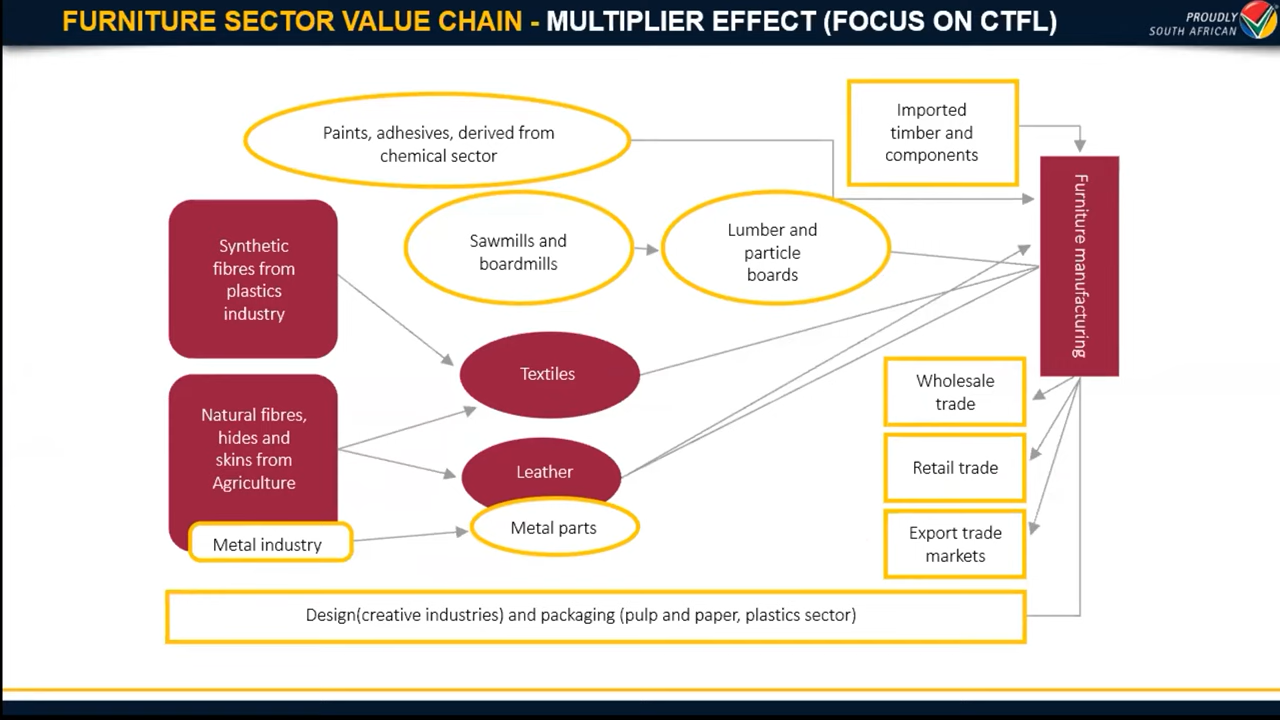 FURNITURE SECTOR VALUE CHAIN - MULTIPLIER EFFECT (FOCUS ON CTFL)
PROUDLY
SOUTH AFRICAN
Paints, adhesives, derived from
chemical sector
Imported
timber and
components
Sawmills and
boardmills
Lumber and
particle
boards
Furniture manufacturing
Synthetic
fibres from
plastics
industry
Textiles
Natural fibres,
hides and
skins from
Agriculture
Leather
Metal industry
Metal parts
Wholesale
trade
Retail trade
Export trade
markets
Design(creative industries) and packaging (pulp and paper, plastics sector)